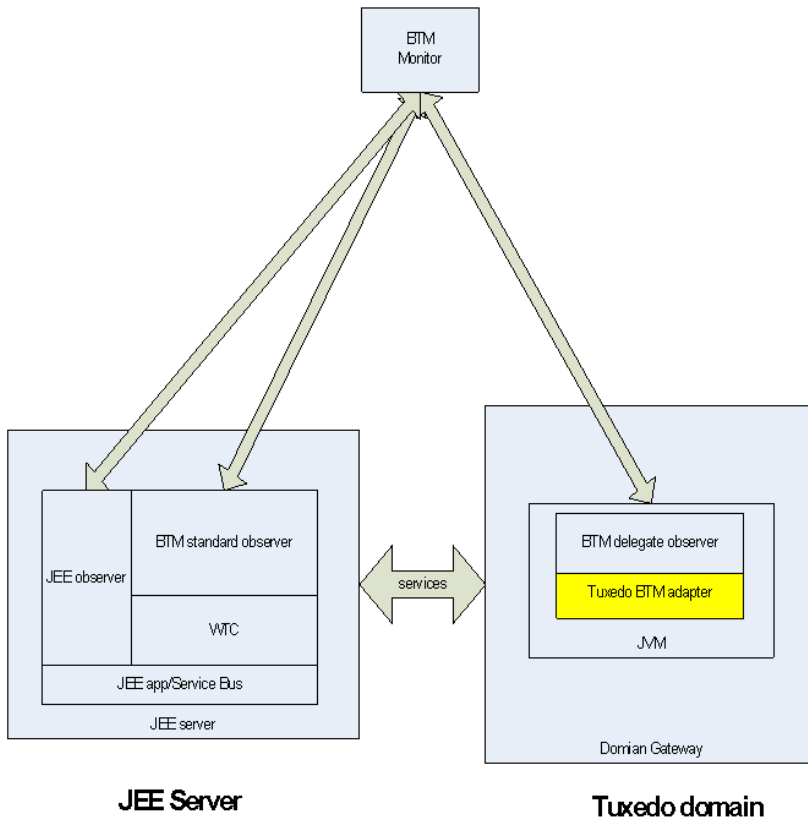 BTM
Monitor
JEE observer
BTM standard observer
WTC
JEE app/Service Bus
JEE server
services
BTM delegate observer
Tuxedo BTM adapter
JVM
Domian Gateway
JEE Server
Tuxedo domain